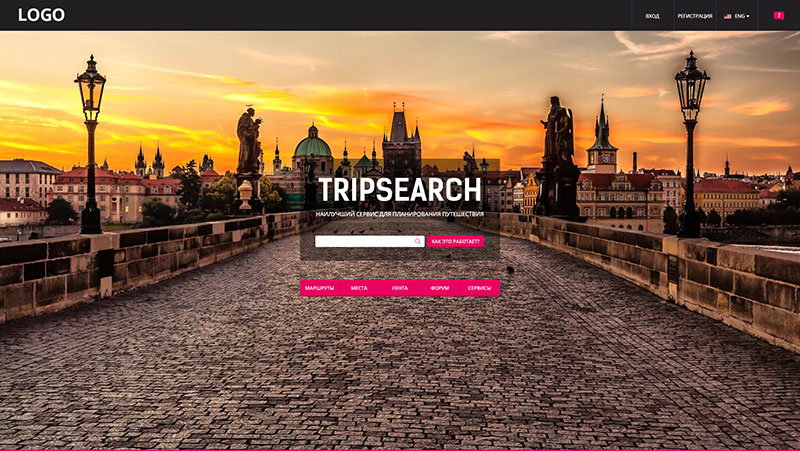 LOGO
ВХОД
РЕГИСТРАЦИЯ
ENG
?
TRIPSEARCH
НАИЛУЧШИЙ СЕРВИС ДЛЯ ПЛАНИРОВАНИЯ ПУТЕШЕСТВИЯ
КАК ЭТО РАБОТАЕТ?
МАРШРУТЫ МЕСТА ЛЕНТА ФОРУМ СЕРВИСЫ